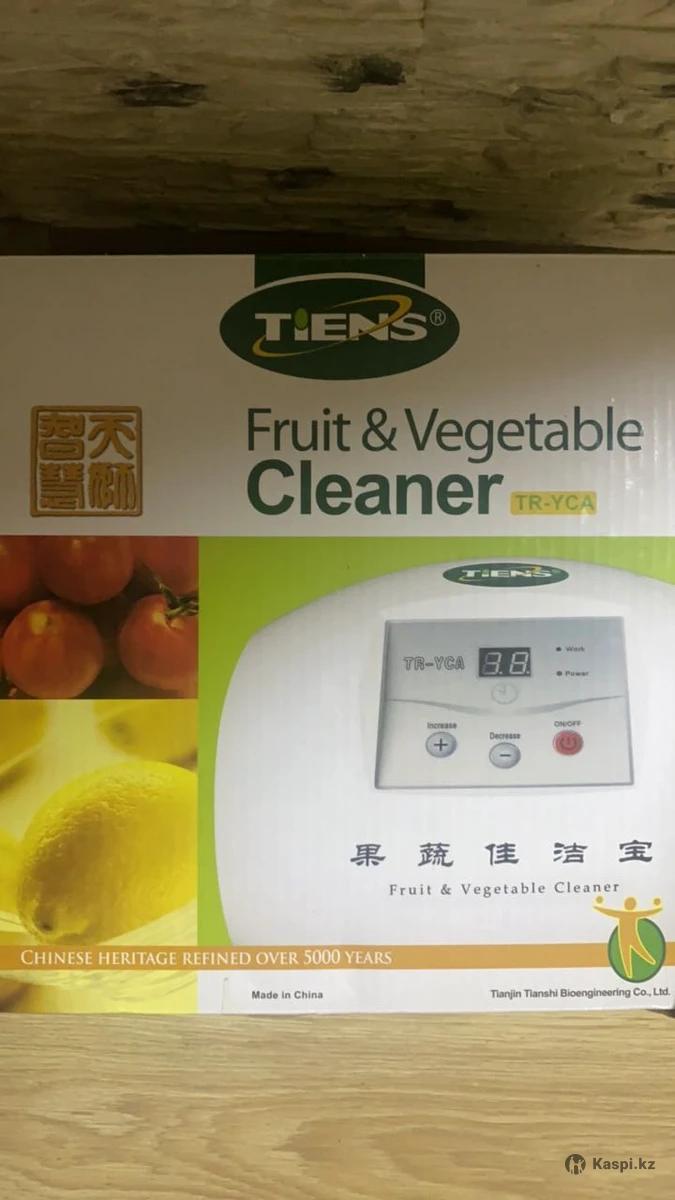 TiENS®
天狮
智慧
Fruit & Vegetable
Cleaner TR-YCA
TiENS
TR-YCA
Work
Power
Increase
Decrease
ON/OFF
果蔬佳洁宝
Fruit & Vegetable Cleaner
CHINESE HERITAGE REFINED OVER 5000 YEARS
Made in China
Tianjin Tianshi Bioengineering Co., Ltd.
Kaspi.kz